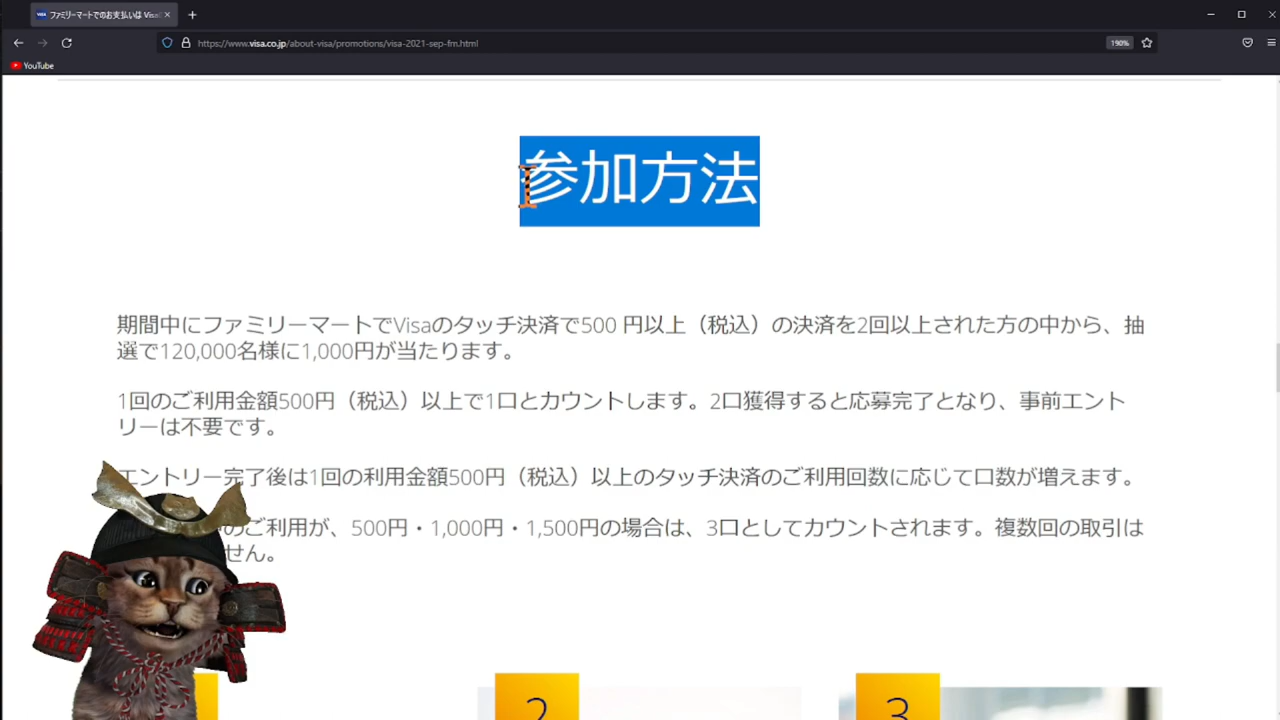 VISA ファミリーマートでのお支払いは Visa
https://www.visa.co.jp/about-visa/promotions/visa-2021-sep-fm.html
190%
YouTube
参加方法
期間中にファミリーマートでVisaのタッチ決済で500 円以上（税込）の決済を2回以上された方の中から、抽
選で120,000名様に1,000円が当たります。
1回のご利用金額500円（税込）以上で1口とカウントします。2口獲得すると応募完了となり、事前エント
リーは不要です。
エントリー完了後は1回の利用金額500円（税込）以上のタッチ決済のご利用回数に応じて口数が増えます。
のご利用が、500円・1,000円・1,500円の場合は、3口としてカウントされます。複数回の取引は
せん。
2
3